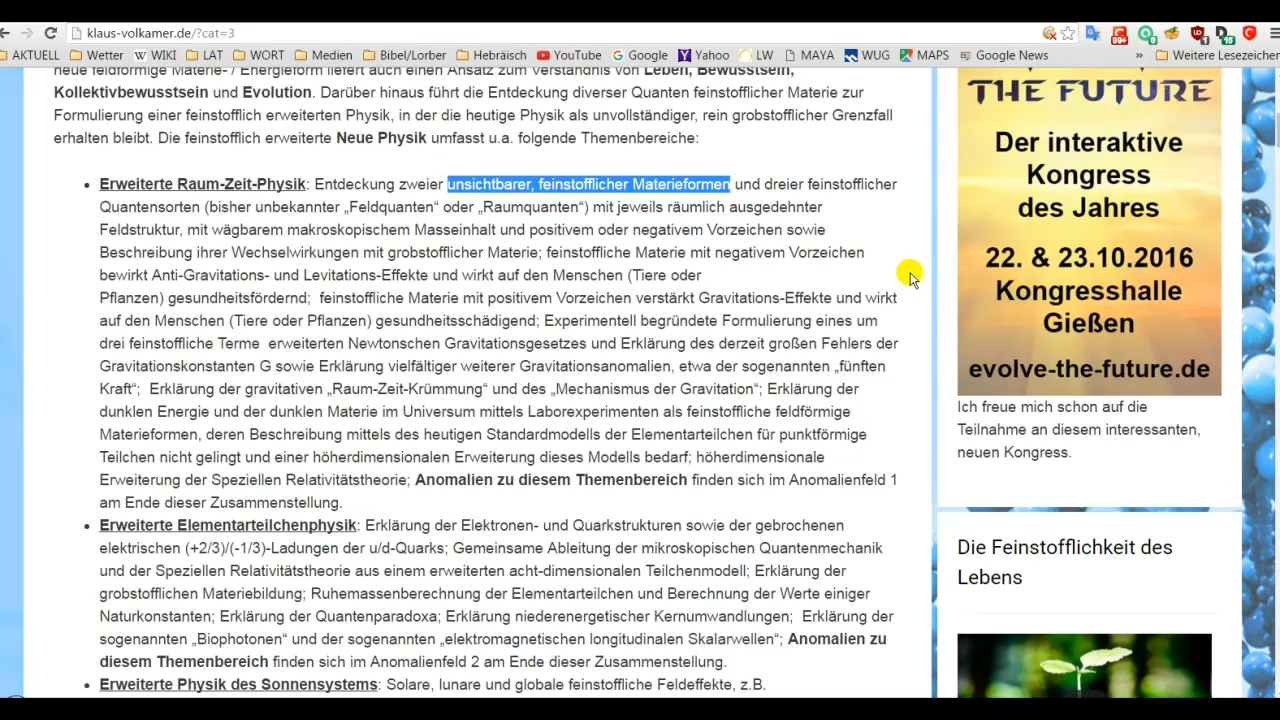 klaus-volkamer.de/?cat=3
99+
AKTUELL Wetter WIKI LAT WORT Medien Bibel/Lorber Hebräisch YouTube Google Yahoo LW MAYA WUG MAPS Google News » Weitere Lesezeichen
neue feldförmige Materie- / Energieform liefert auch einen Ansatz zum Verständnis von Leben, Bewusstsein,
Kollektivbewusstsein und Evolution. Darüber hinaus führt die Entdeckung diverser Quanten feinstofflicher Materie zur
Formulierung einer feinstofflich erweiterten Physik, in der die heutige Physik als unvollständiger, rein grobstofflicher Grenzfall
erhalten bleibt. Die feinstofflich erweiterte Neue Physik umfasst u.a. folgende Themenbereiche:
• Erweiterte Raum-Zeit-Physik: Entdeckung zweier unsichtbarer, feinstofflicher Materieformen und dreier feinstofflicher
Quantensorten (bisher unbekannter „Feldquanten“ oder „Raumquanten“) mit jeweils räumlich ausgedehnter
Feldstruktur, mit wägbarem makroskopischem Masseinhalt und positivem oder negativem Vorzeichen sowie
Beschreibung ihrer Wechselwirkungen mit grobstofflicher Materie; feinstoffliche Materie mit negativem Vorzeichen
bewirkt Anti-Gravitations- und Levitations-Effekte und wirkt auf den Menschen (Tiere oder
Pflanzen) gesundheitsfördernd; feinstoffliche Materie mit positivem Vorzeichen verstärkt Gravitations-Effekte und wirkt
auf den Menschen (Tiere oder Pflanzen) gesundheitsschädigend; Experimentell begründete Formulierung eines um
drei feinstoffliche Terme erweiterten Newtonschen Gravitationsgesetzes und Erklärung des derzeit großen Fehlers der
Gravitationskonstanten G sowie Erklärung vielfältiger weiterer Gravitationsanomalien, etwa der sogenannten „fünften
Kraft“; Erklärung der gravitativen „Raum-Zeit-Krümmung“ und des „Mechanismus der Gravitation“; Erklärung der
dunklen Energie und der dunklen Materie im Universum mittels Laborexperimenten als feinstoffliche feldförmige
Materieformen, deren Beschreibung mittels des heutigen Standardmodells der Elementarteilchen für punktförmige
Teilchen nicht gelingt und einer höherdimensionalen Erweiterung dieses Modells bedarf; höherdimensionale
Erweiterung der Speziellen Relativitätstheorie; Anomalien zu diesem Themenbereich finden sich im Anomalienfeld 1
am Ende dieser Zusammenstellung.
• Erweiterte Elementarteilchenphysik: Erklärung der Elektronen- und Quarkstrukturen sowie der gebrochenen
elektrischen (+2/3)/(-1/3)-Ladungen der u/d-Quarks; Gemeinsame Ableitung der mikroskopischen Quantenmechanik
und der Speziellen Relativitätstheorie aus einem erweiterten acht-dimensionalen Teilchenmodell; Erklärung der
grobstofflichen Materiebildung; Ruhemassenberechnung der Elementarteilchen und Berechnung der Werte einiger
Naturkonstanten; Erklärung der Quantenparadoxa; Erklärung niederenergetischer Kernumwandlungen; Erklärung der
sogenannten „Biophotonen“ und der sogenannten „elektromagnetischen longitudinalen Skalarwellen“; Anomalien zu
diesem Themenbereich finden sich im Anomalienfeld 2 am Ende dieser Zusammenstellung.
• Erweiterte Physik des Sonnensystems: Solare, lunare und globale feinstoffliche Feldeffekte, z.B.
THE FUTURE
Der interaktive
Kongress
des Jahres
22. & 23.10.2016
Kongresshalle
Gießen
evolve-the-future.de
Ich freue mich schon auf die
Teilnahme an diesem interessanten,
neuen Kongress.
Die Feinstofflichkeit des
Lebens